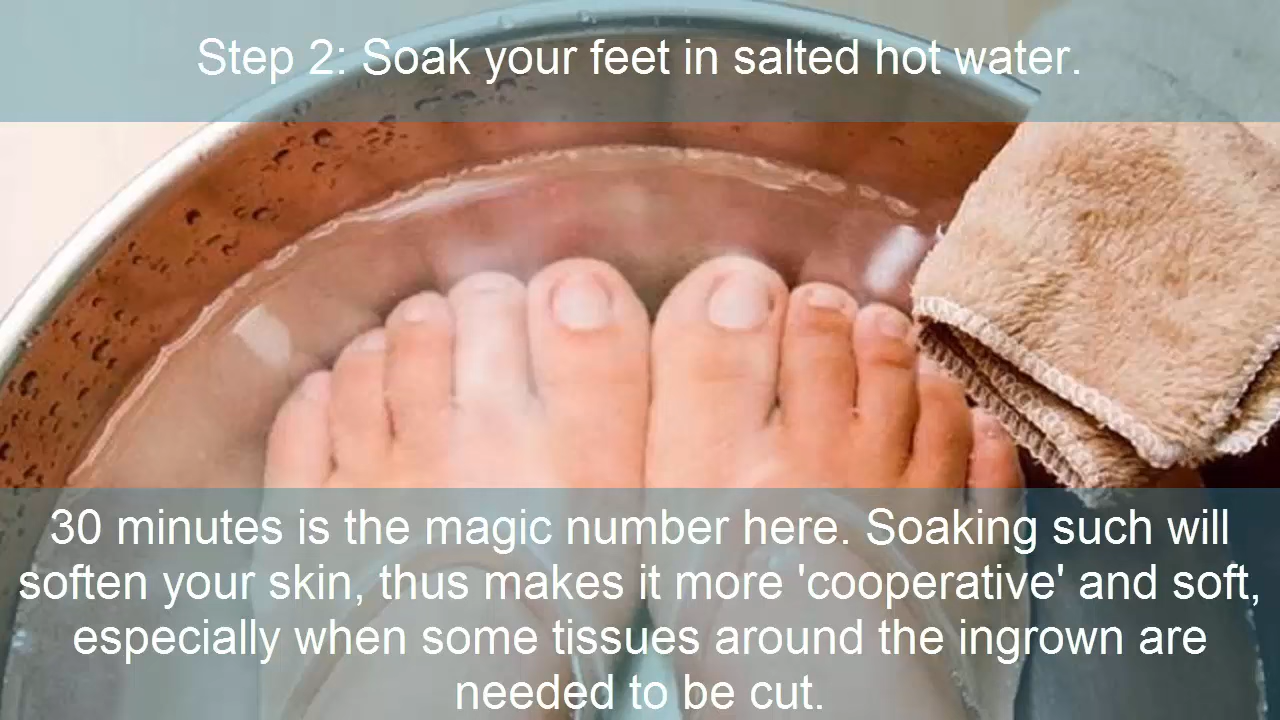 Step 2: Soak your feet in salted hot water.
30 minutes is the magic number here. Soaking such will
soften your skin, thus makes it more 'cooperative' and soft,
especially when some tissues around the ingrown are
needed to be cut.